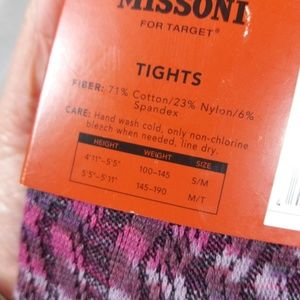 MISSONI
FOR TARGET®
TIGHTS
FIBER: 71% Cotton/23% Nylon/6%
Spandex
CARE: Hand wash cold, only non-chlorine
bleech when needed, line dry.
HEIGHT WEIGHT SIZE
4'11"-5'5" 100-145 S/M
5'5"-5'11" 145-190 M/T